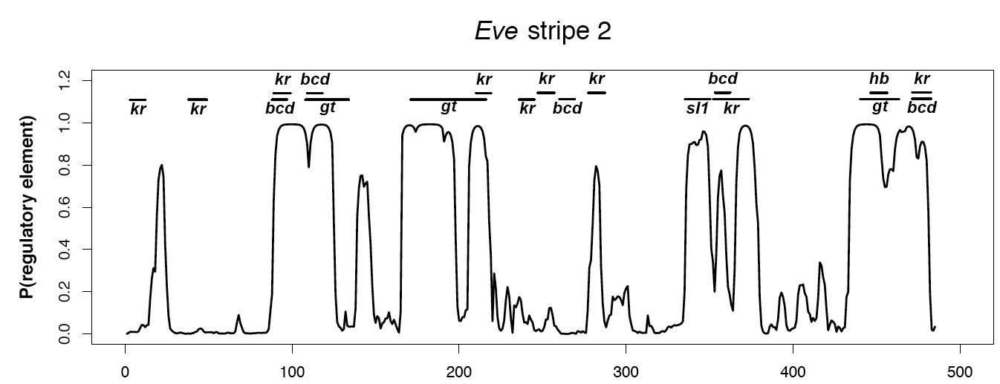 Eve stripe 2
P(regulatory element)
1.2
1.0
0.8
0.6
0.4
0.2
0.0
kr bcd kr kr kr bcd hb kr
kr kr bcd gt gt kr bcd sl1 kr gt bcd
0 100 200 300 400 500